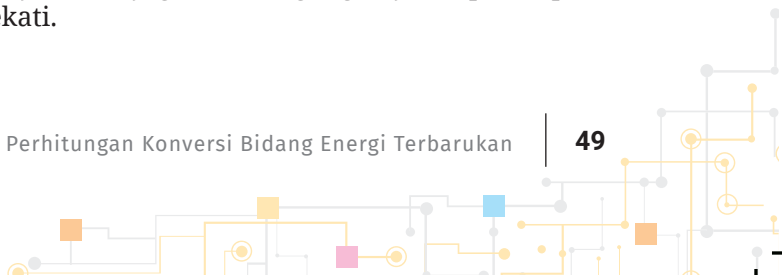 kati.
Perhitungan Konversi Bidang Energi Terbarukan 49